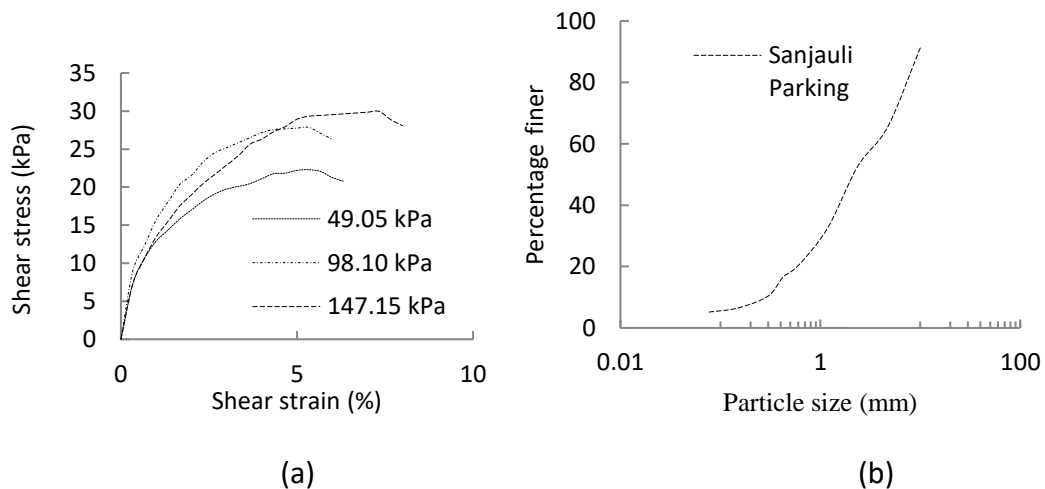 35
30
25
20
15
10
5
0
Shear stress (kPa)
49.05 kPa
98.10 kPa
147.15 kPa
0 5 10
Shear strain (%)
(a)
100
80
60
40
20
0
Percentage finer
Sanjauli
Parking
0.01 1 100
Particle size (mm)
(b)